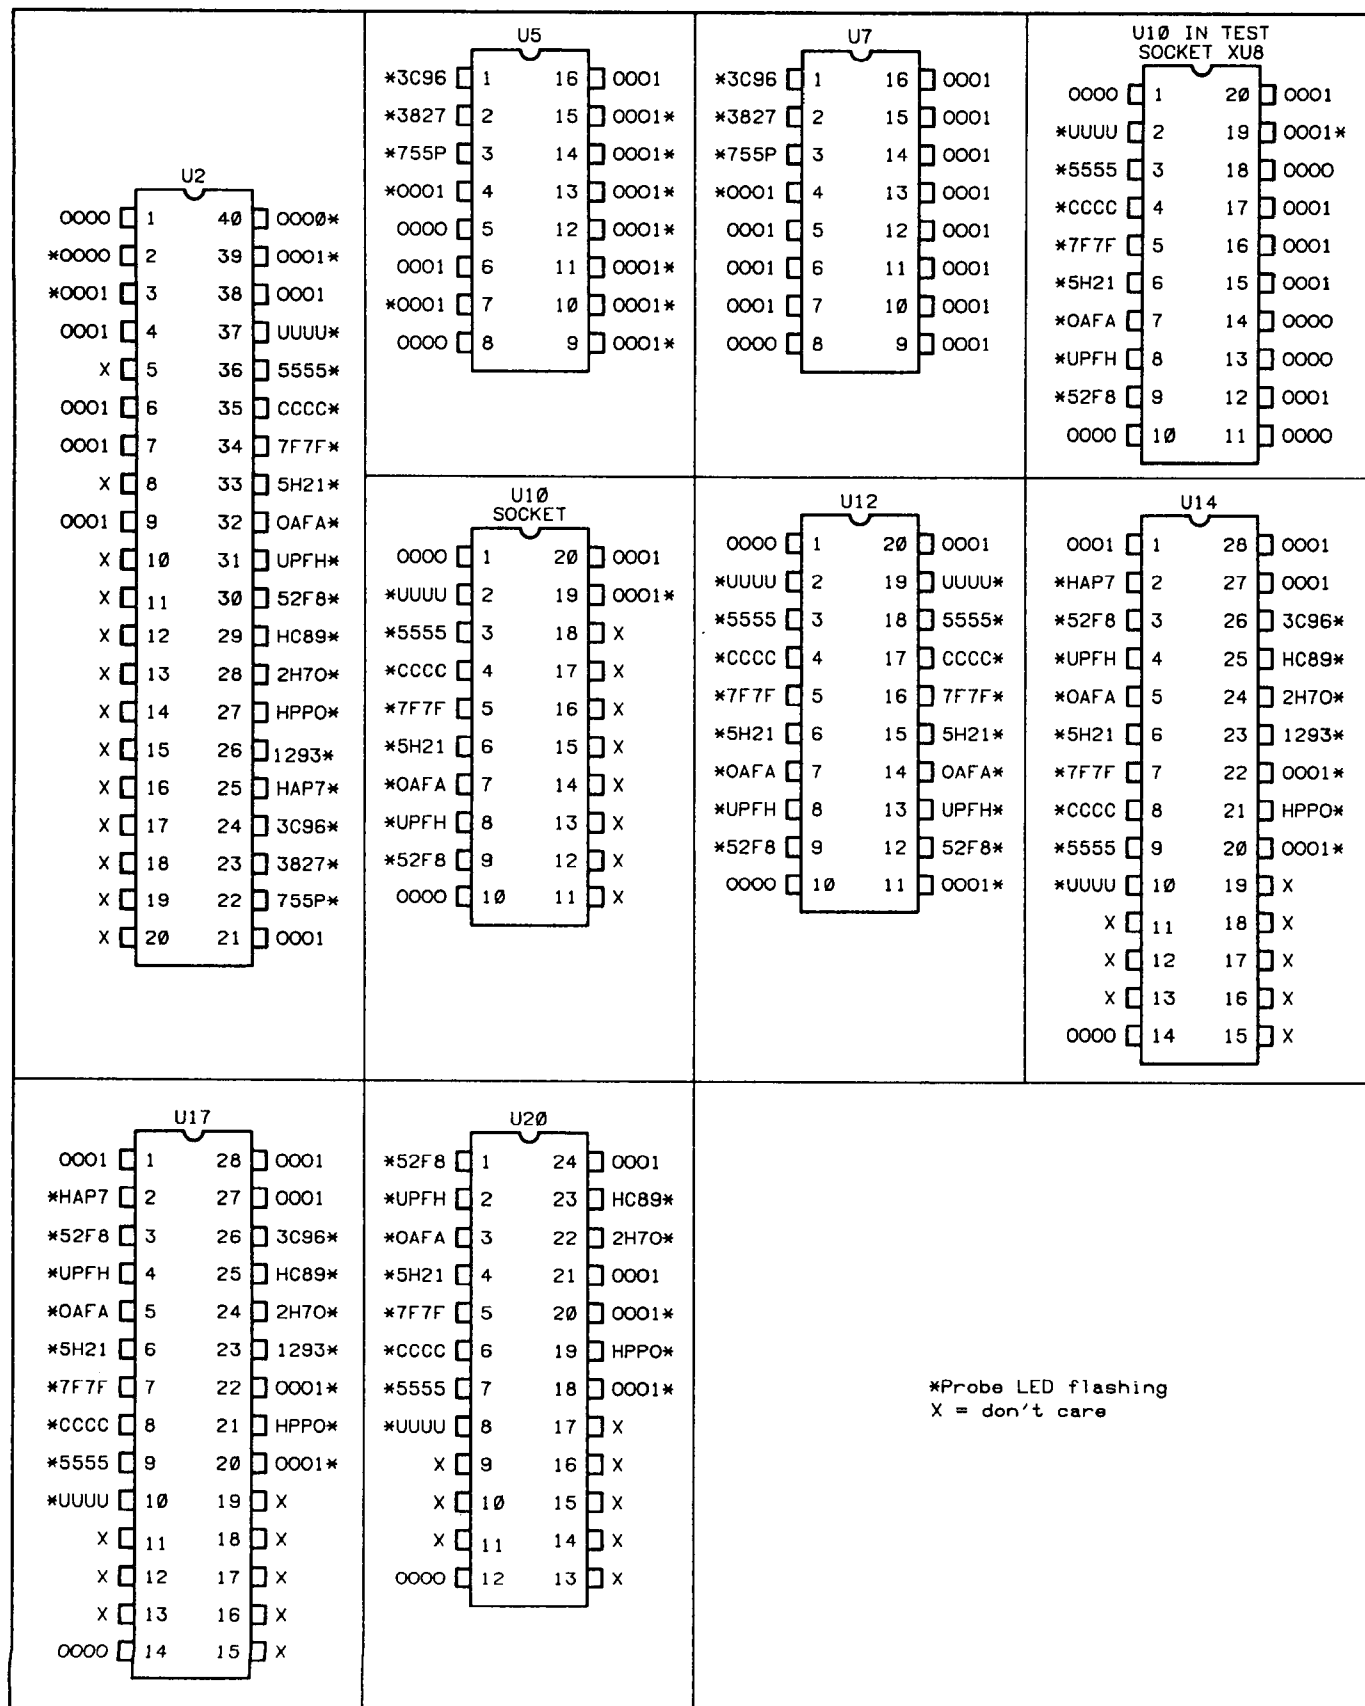 U2
0000 1 40 0000*
*0000 2 39 0001*
*0001 3 38 0001
0001 4 37 UUUU*
X 5 36 5555*
0001 6 35 CCCC*
0001 7 34 7F7F*
X 8 33 5H21*
0001 9 32 0AFA*
X 10 31 UPFH*
X 11 30 52F8*
X 12 29 HC89*
X 13 28 2H70*
X 14 27 HPP0*
X 15 26 1293*
X 16 25 HAP7*
X 17 24 3C96*
X 18 23 3827*
X 19 22 755P*
X 20 21 0001
U5
*3C96 1 16 0001
*3827 2 15 0001*
*755P 3 14 0001*
*0001 4 13 0001*
0000 5 12 0001*
0001 6 11 0001*
*0001 7 10 0001*
0000 8 9 0001*
U7
*3C96 1 16 0001
*3827 2 15 0001
*755P 3 14 0001
*0001 4 13 0001
0001 5 12 0001
0001 6 11 0001
0001 7 10 0001
0000 8 9 0001
U10 IN TEST
SOCKET XU8
0000 1 20 0001
*UUUU 2 19 0001*
*5555 3 18 0000
*CCCC 4 17 0001
*7F7F 5 16 0001
*5H21 6 15 0001
*0AFA 7 14 0000
*UPFH 8 13 0000
*52F8 9 12 0001
0000 10 11 0000
U10
SOCKET
0000 1 20 0001
*UUUU 2 19 0001*
*5555 3 18 X
*CCCC 4 17 X
*7F7F 5 16 X
*5H21 6 15 X
*0AFA 7 14 X
*UPFH 8 13 X
*52F8 9 12 X
0000 10 11 X
U12
0000 1 20 0001
*UUUU 2 19 UUUU*
*5555 3 18 5555*
*CCCC 4 17 CCCC*
*7F7F 5 16 7F7F*
*5H21 6 15 5H21*
*0AFA 7 14 0AFA*
*UPFH 8 13 UPFH*
*52F8 9 12 52F8*
0000 10 11 0001*
U14
0001 1 28 0001
*HAP7 2 27 0001
*52F8 3 26 3C96*
*UPFH 4 25 HC89*
*0AFA 5 24 2H70*
*5H21 6 23 1293*
*7F7F 7 22 0001*
*CCCC 8 21 HPP0*
*5555 9 20 0001*
*UUUU 10 19 X
X 11 18 X
X 12 17 X
X 13 16 X
0000 14 15 X
U17
0001 1 28 0001
*HAP7 2 27 0001
*52F8 3 26 3C96*
*UPFH 4 25 HC89*
*0AFA 5 24 2H70*
*5H21 6 23 1293*
*7F7F 7 22 0001*
*CCCC 8 21 HPP0*
*5555 9 20 0001*
*UUUU 10 19 X
X 11 18 X
X 12 17 X
X 13 16 X
0000 14 15 X
U20
*52F8 1 24 0001
*UPFH 2 23 HC89*
*0AFA 3 22 2H70*
*5H21 4 21 0001
*7F7F 5 20 0001*
*CCCC 6 19 HPP0*
*5555 7 18 0001*
*UUUU 8 17 X
X 9 16 X
X 10 15 X
X 11 14 X
0000 12 13 X
*Probe LED flashing
X = don't care